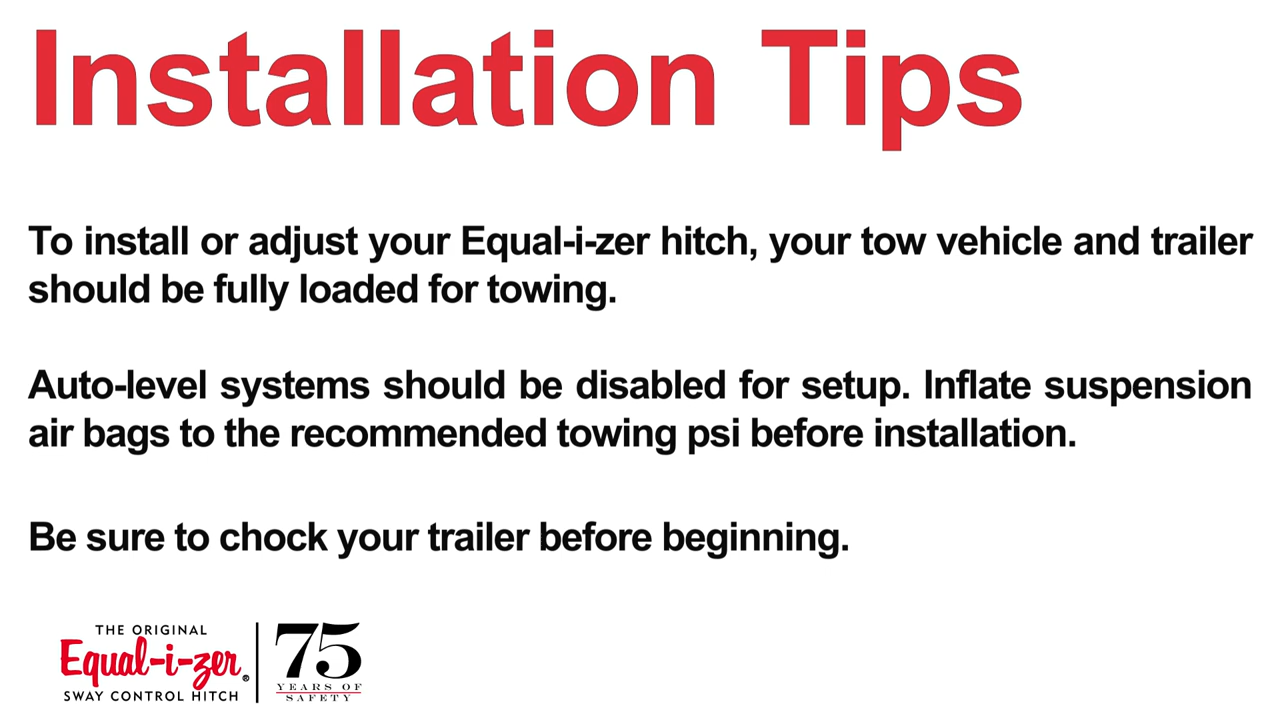 Installation Tips
To install or adjust your Equal-i-zer hitch, your tow vehicle and trailer
should be fully loaded for towing.
Auto-level systems should be disabled for setup. Inflate suspension
air bags to the recommended towing psi before installation.
Be sure to chock your trailer before beginning.
THE ORIGINAL
Equal-i-zer®
SWAY CONTROL HITCH
75
YEARS OF
SAFETY